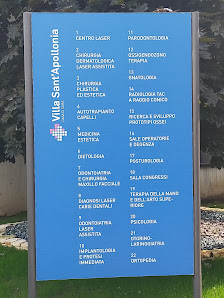 Villa Sant'Apollonia
1
CENTRO LASER
2
CHIRURGIA
DERMATOLOGICA
LASER ASSISTITA
3
CHIRURGIA
PLASTICA
ED ESTETICA
4
AUTOTRAPIANTO
CAPELLI
5
MEDICINA
ESTETICA
6
DIETOLOGIA
7
ODONTOIATRIA
E CHIRURGIA
MAXILLO FACCIALE
8
DIAGNOSI LASER
CARIE DENTALI
9
ODONTOIATRIA
LASER
ASSISTITA
10
IMPLANTOLOGIA
E PROTESI
IMMEDIATA
11
PARODONTOLOGIA
12
OSSIGENOOZONO
TERAPIA
13
GNATOLOGIA
14
RADIOLOGIA TAC
A RAGGIO CONICO
15
RICERCA E SVILUPPO
PROTOTIPI OSSEI
16
SALE OPERATORIE
E DEGENZA
17
POSTUROLOGIA
18
SALA CONGRESSI
19
TERAPIA DELLA MANO
E DELL'ARTO SUPE-
RIORE
20
PSICOLOGIA
21
OTORINO-
LARINGOIATRIA
22
ORTOPEDIA